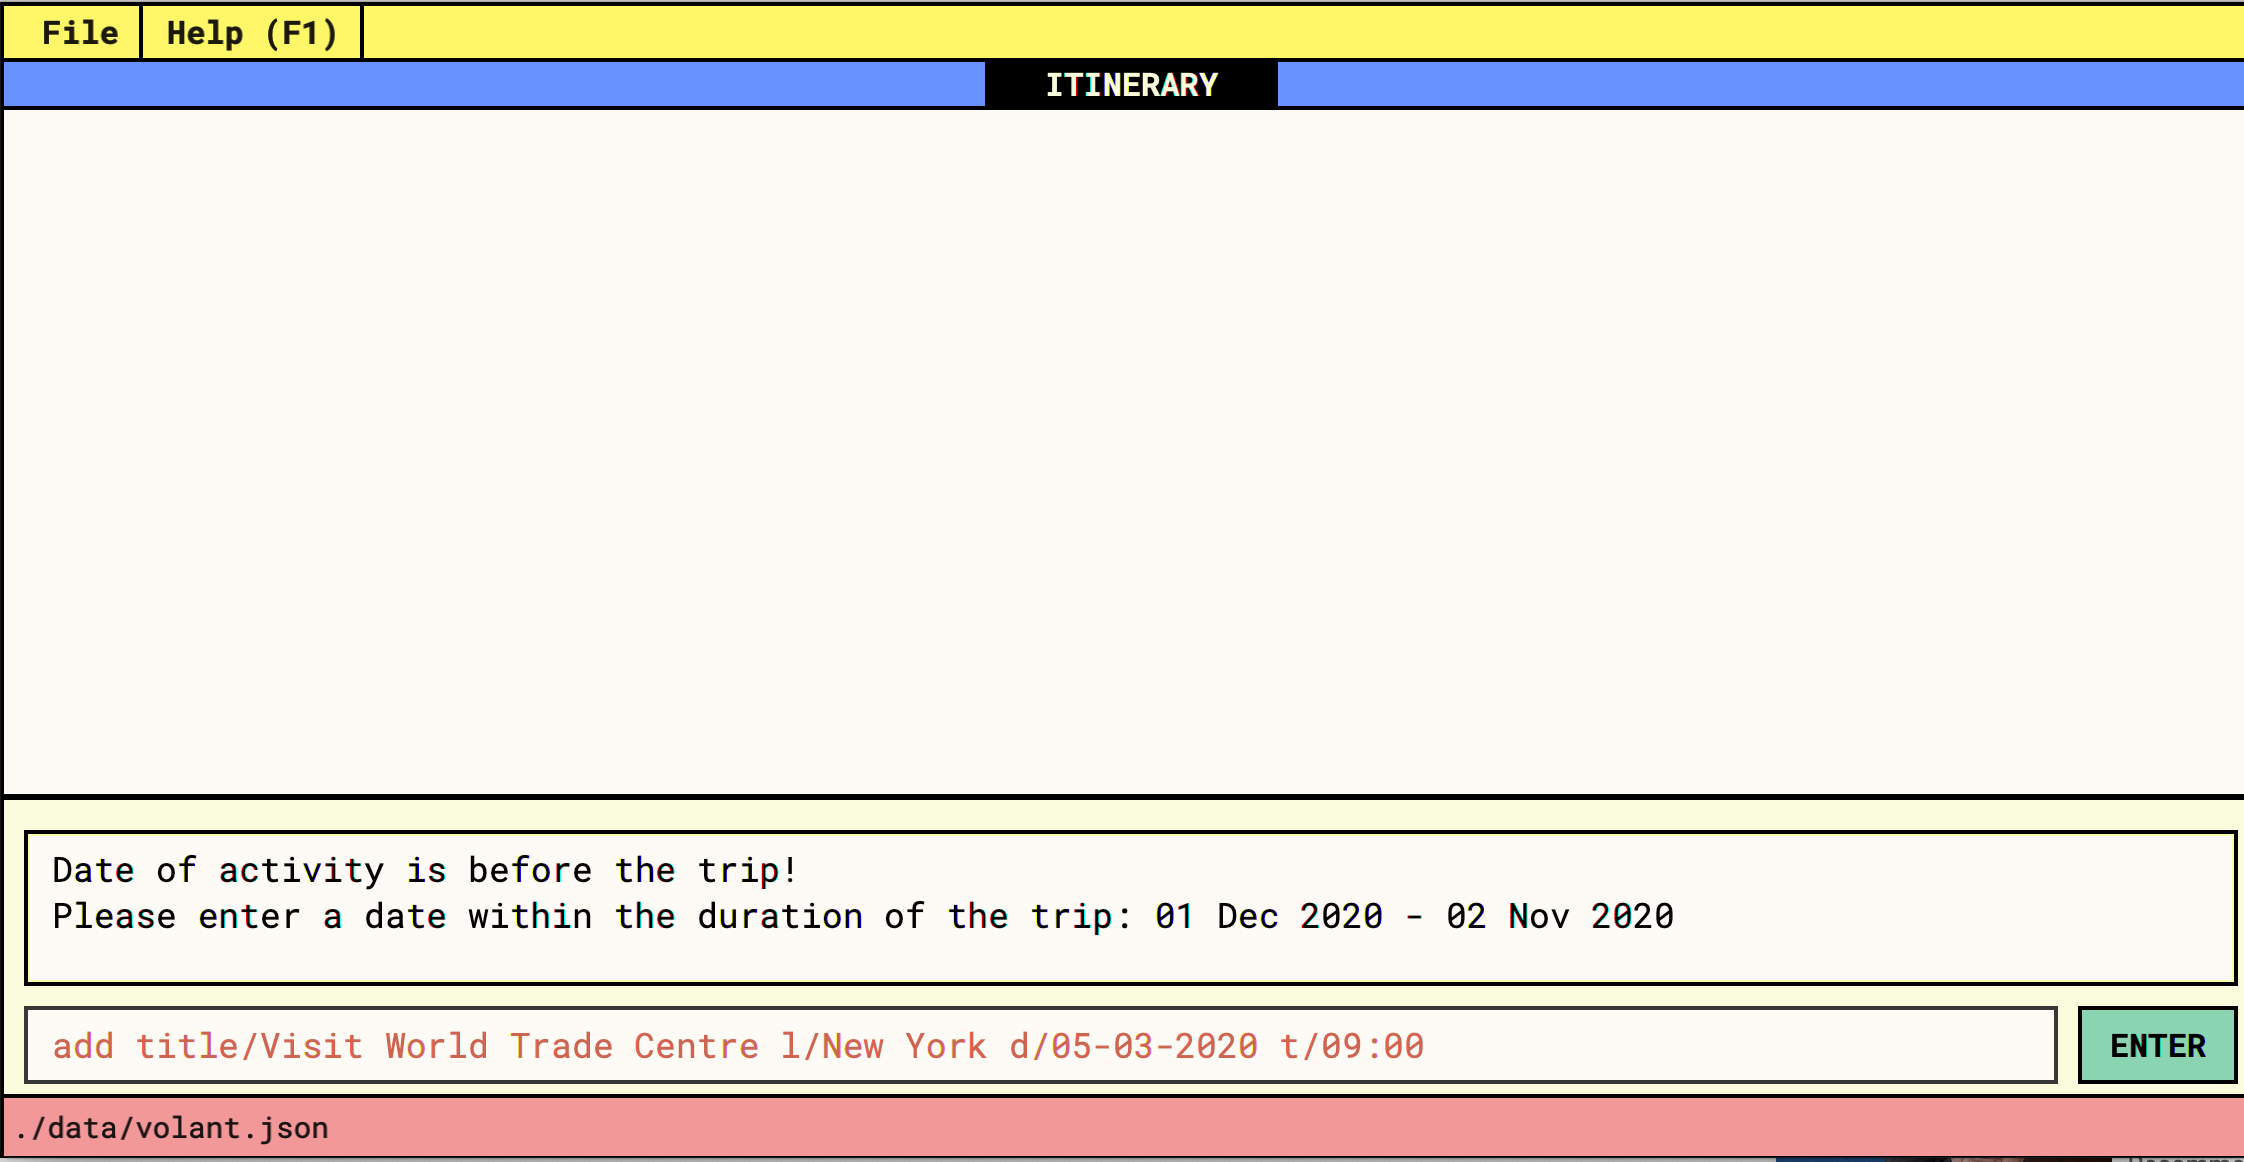 File Help (F1)
ITINERARY
Date of activity is before the trip!
Please enter a date within the duration of the trip: 01 Dec 2020 - 02 Nov 2020
add title/Visit World Trade Centre l/New York d/05-03-2020 t/09:00
ENTER
./data/volant.json